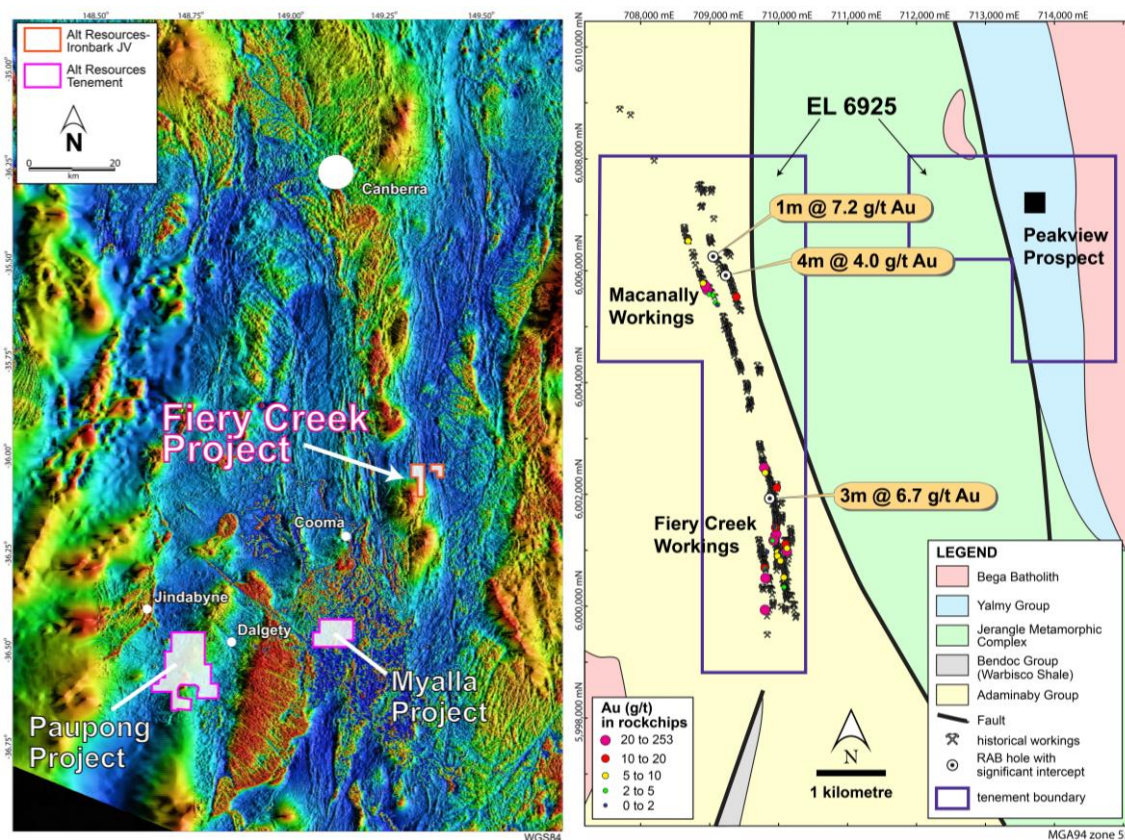 148.50° 148.75° 149.00° 149.25° 149.50°
Alt Resources-
Ironbark JV
Alt Resources
Tenement
N
0 20
km
-35.00°
-36.25°
-35.50°
-35.75°
-36.00°
-36.25°
-36.50°
-36.75°
Canberra
Fiery Creek
Project
Cooma
Jindabyne
Dalgety
Myalla
Project
Paupong
Project
WGS84
708,000 mE 709,000 mE 710,000 mE 711,000 mE 712,000 mE 713,000 mE 714,000 mE
6,010,000 mN
6,008,000 mN
6,006,000 mN
6,004,000 mN
6,002,000 mN
6,000,000 mN
5,998,000 mN
EL 6925
1m @ 7.2 g/t Au
4m @ 4.0 g/t Au
Peakview
Prospect
Macanally
Workings
3m @ 6.7 g/t Au
Fiery Creek
Workings
Au (g/t)
in rockchips
20 to 253
10 to 20
5 to 10
2 to 5
0 to 2
N
1 kilometre
LEGEND
Bega Batholith
Yalmy Group
Jerangle Metamorphic
Complex
Bendoc Group
(Warbisco Shale)
Adaminaby Group
Fault
historical workings
RAB hole with
significant intercept
tenement boundary
MGA94 zone 5